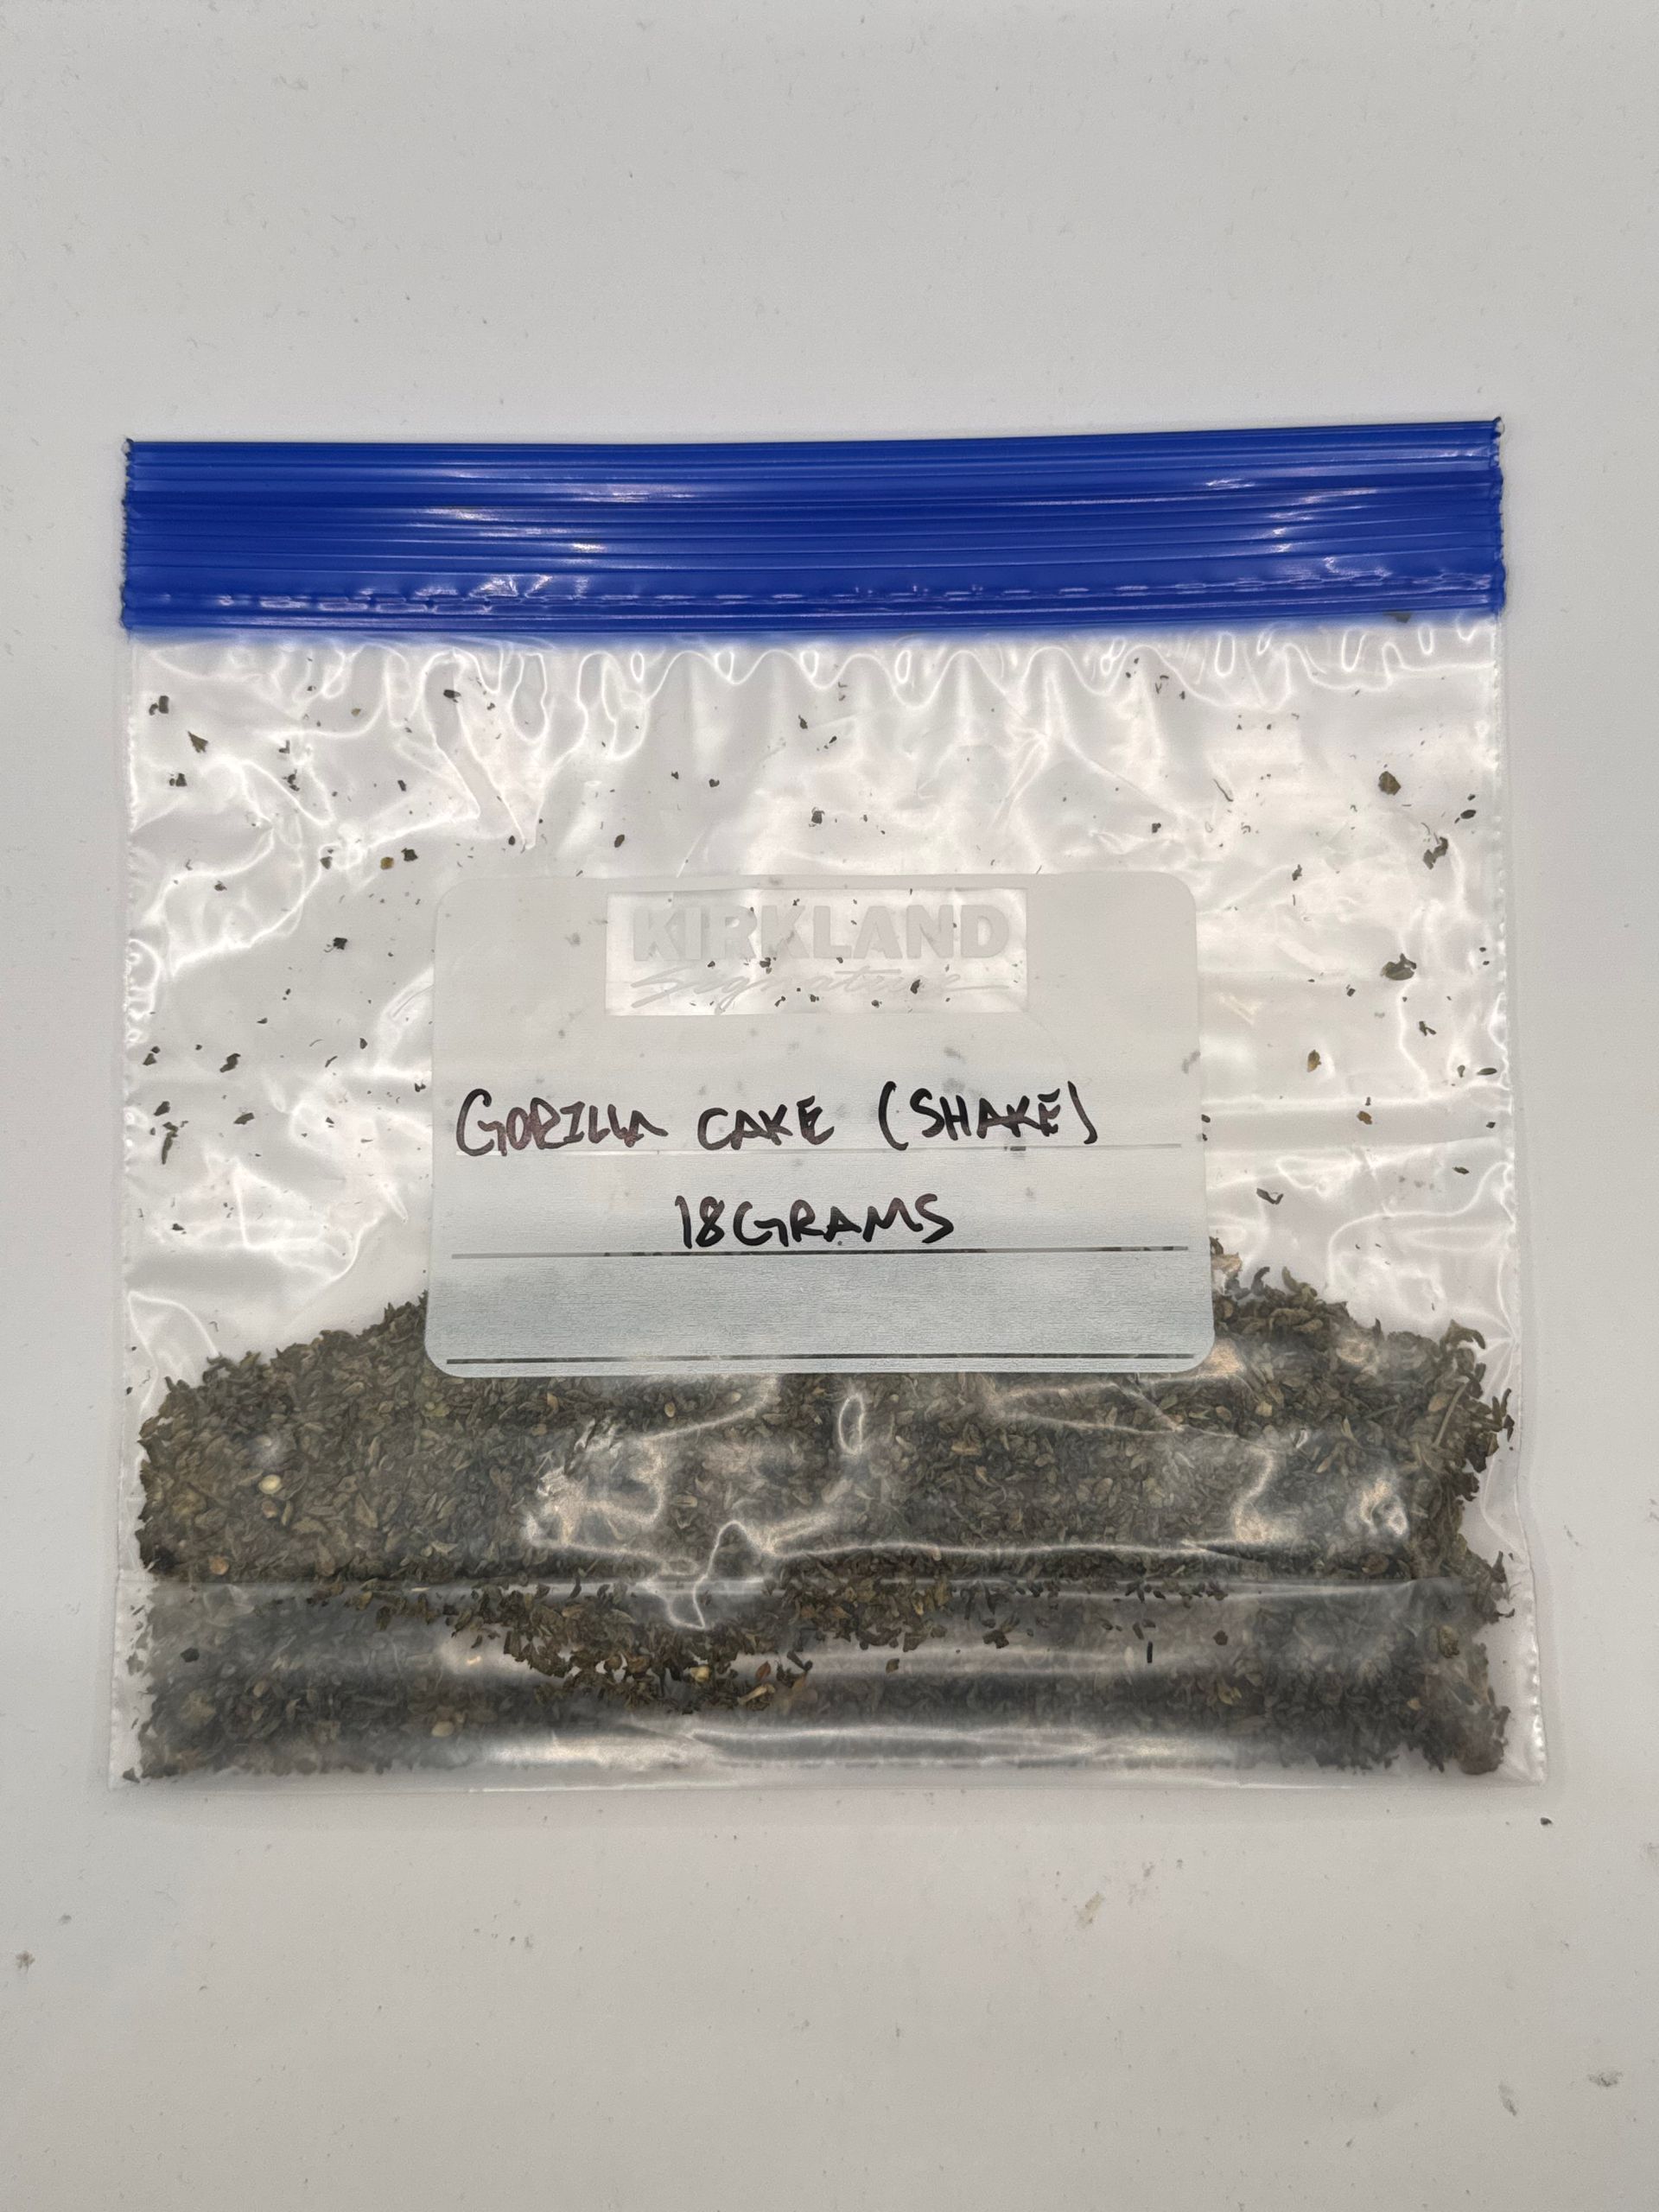 KIRKLAND
Signature
GORILLA CAKE (SHAKE)
18GRAMS